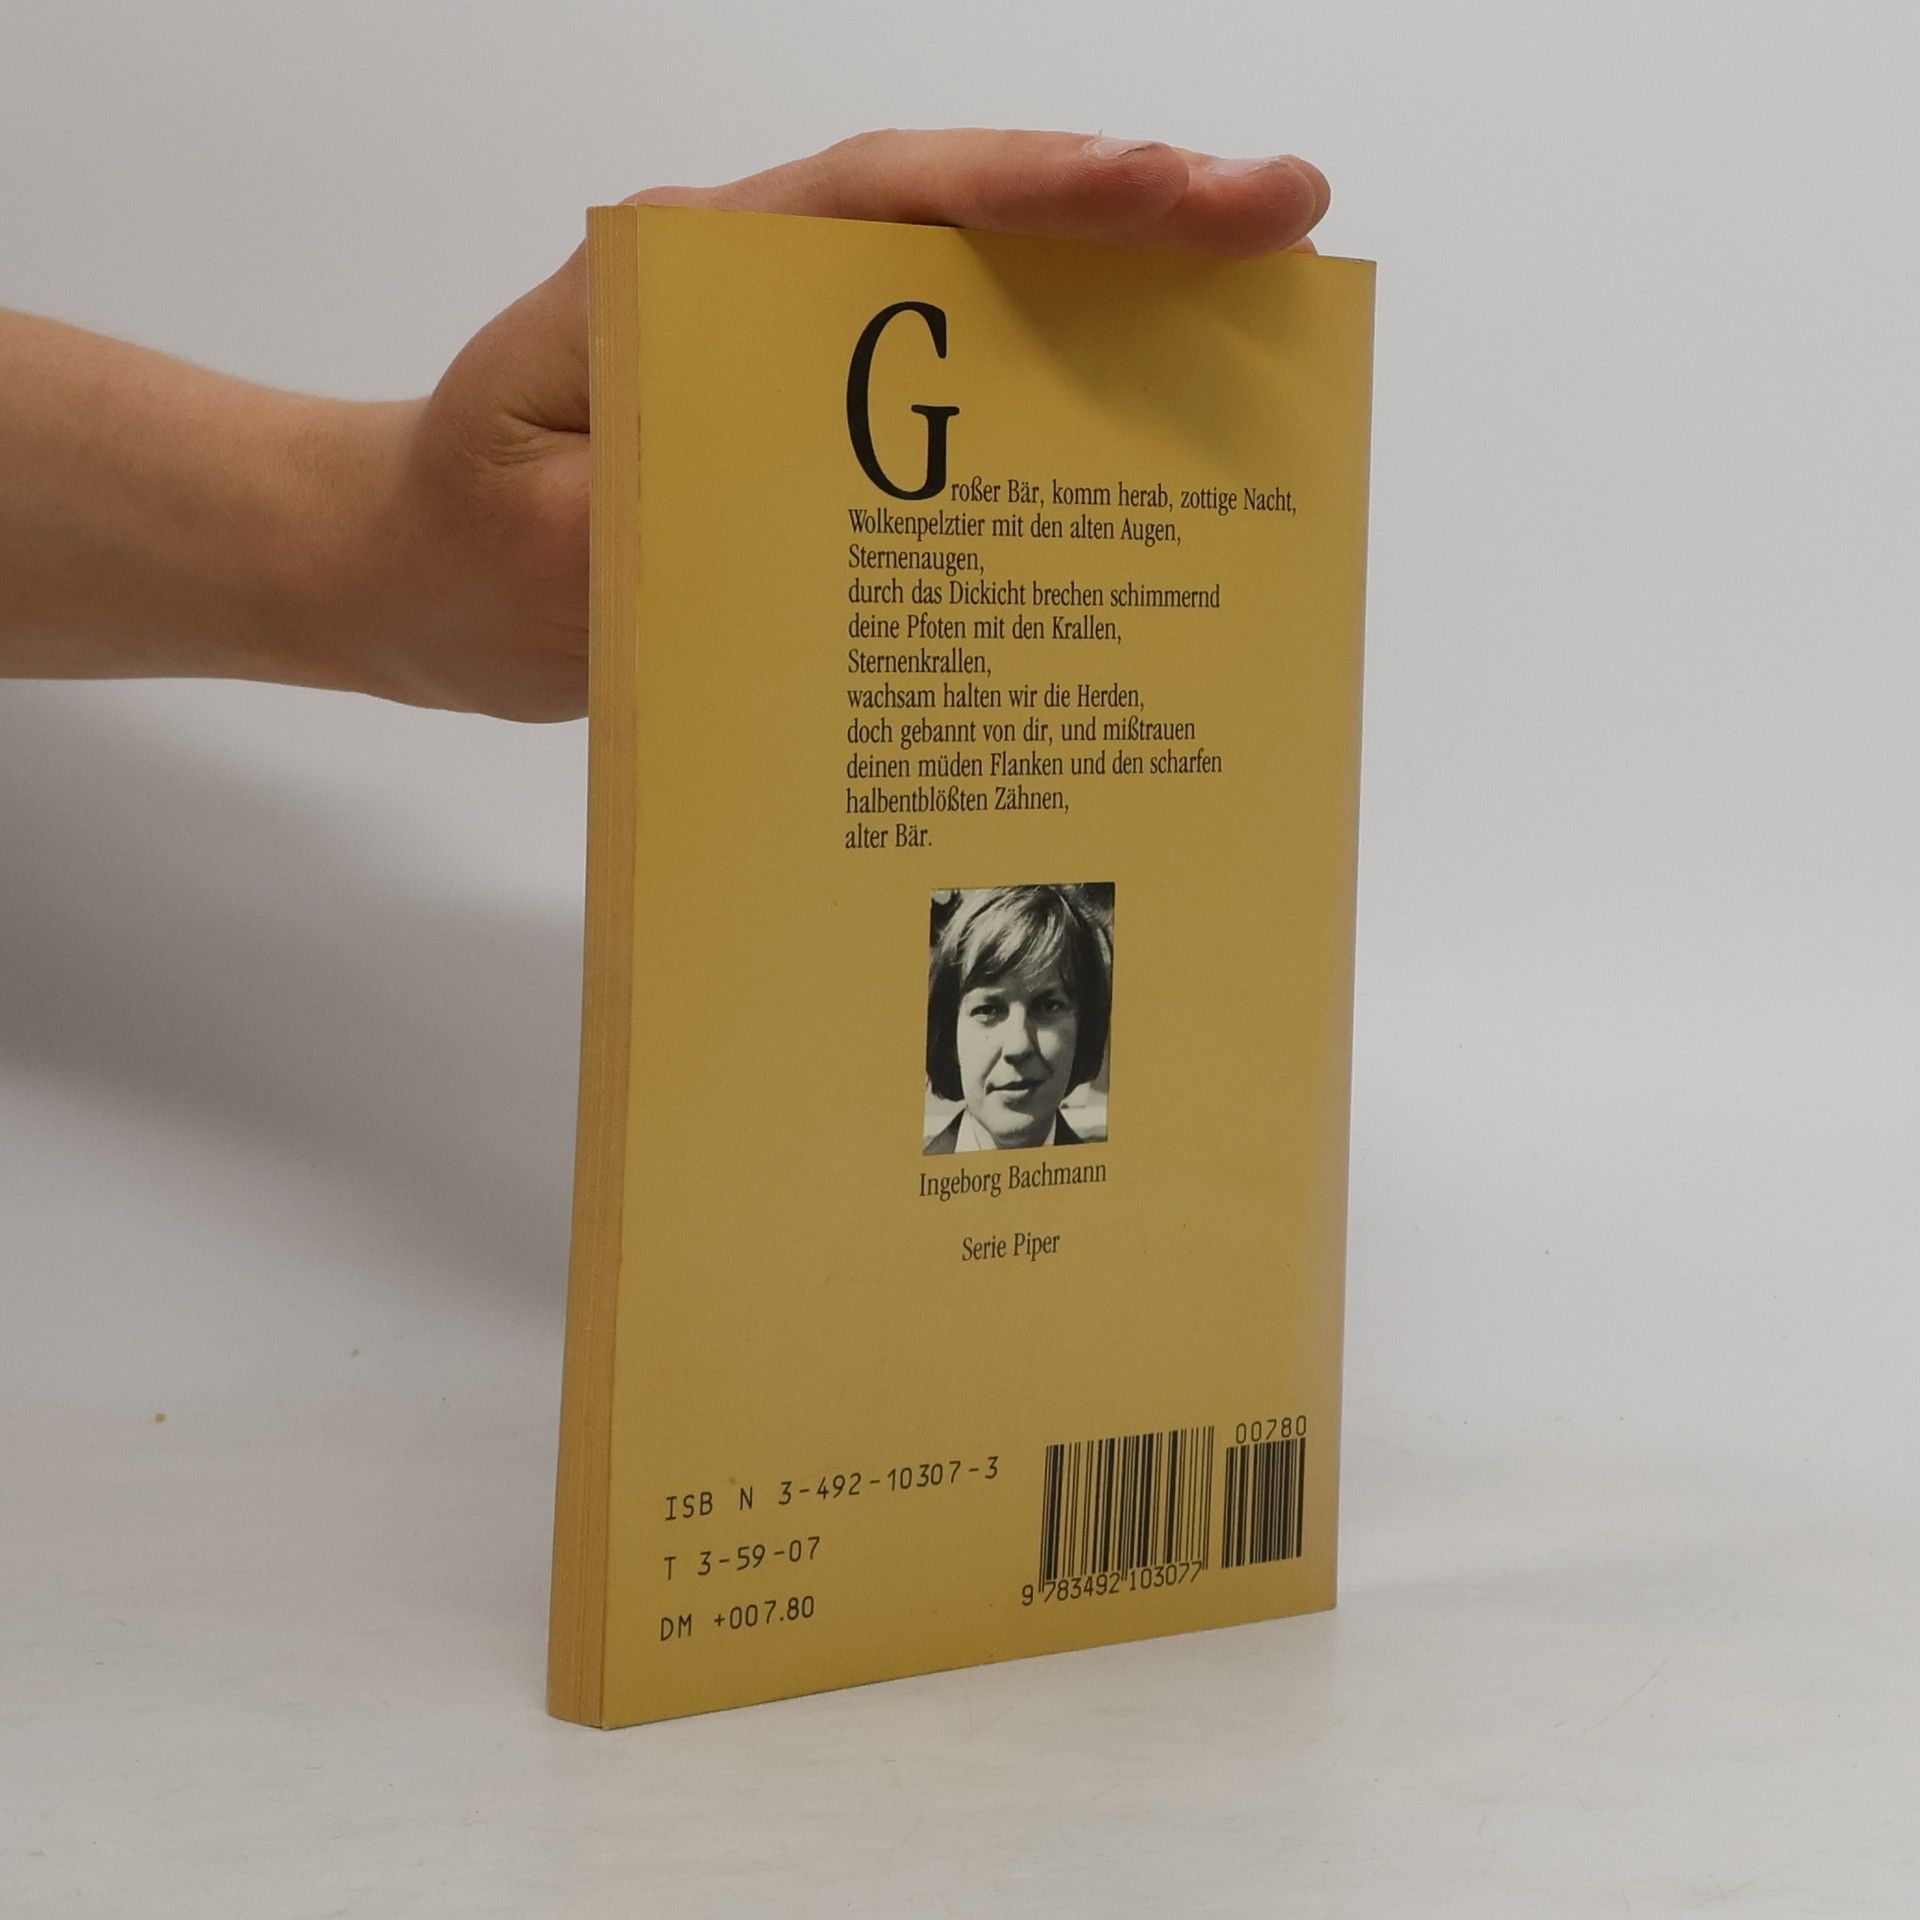 Großer Bär, komm herab, zottige Nacht,
Wolkenpelztier mit den alten Augen,
Sternenaugen,
durch das Dickicht brechen schimmernd
deine Pfoten mit den Krallen,
Sternenkrallen,
wachsam halten wir die Herden,
doch gebannt von dir, und mißtrauen
deinen müden Flanken und den scharfen
halbentblößten Zähnen,
alter Bär.
Ingeborg Bachmann
Serie Piper
ISB N 3-492-10307-3
T 3-59-07
DM +007.80
00780
9 783492 103077